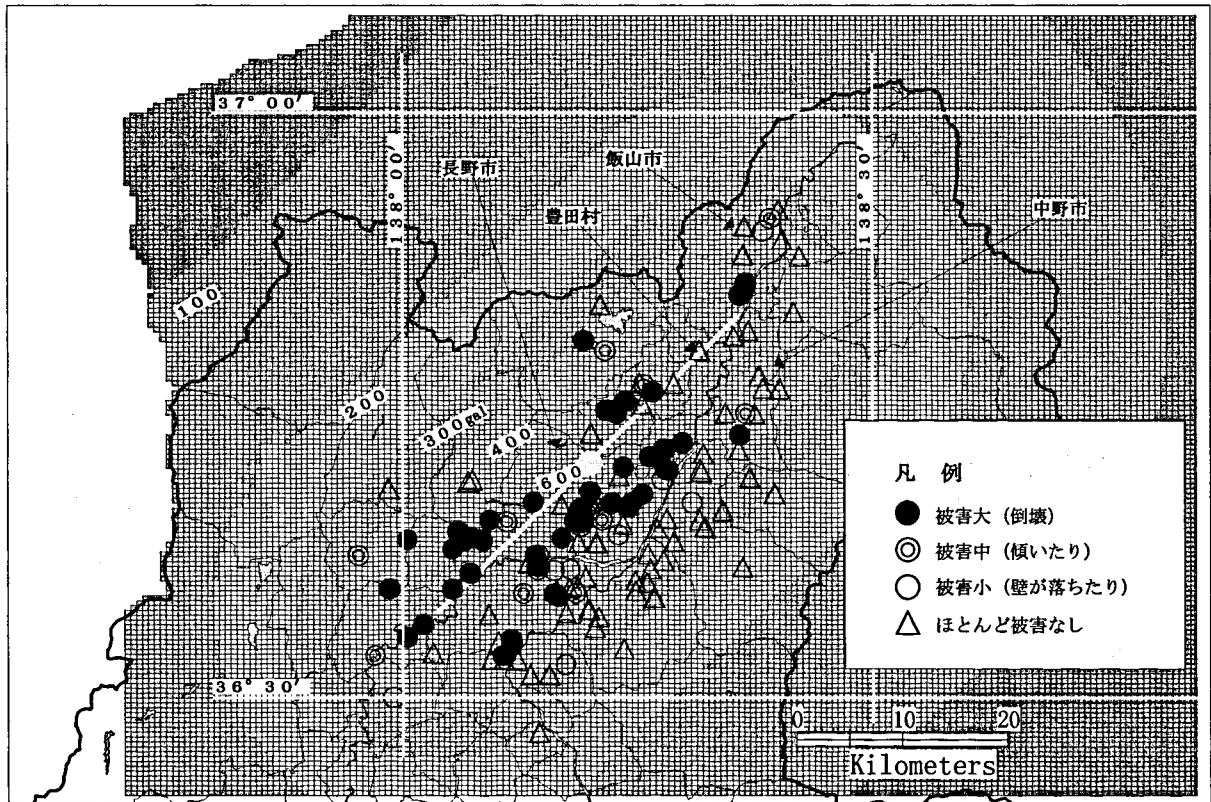 37° 00′
138° 00′
138° 30′
長野市
飯山市
豊田村
中野市
100
200
300gal
400
600
36° 30′
凡 例
被害大（倒壊）
被害中（傾いたり）
被害小（壁が落ちたり）
ほとんど被害なし
0 10 20
Kilometers